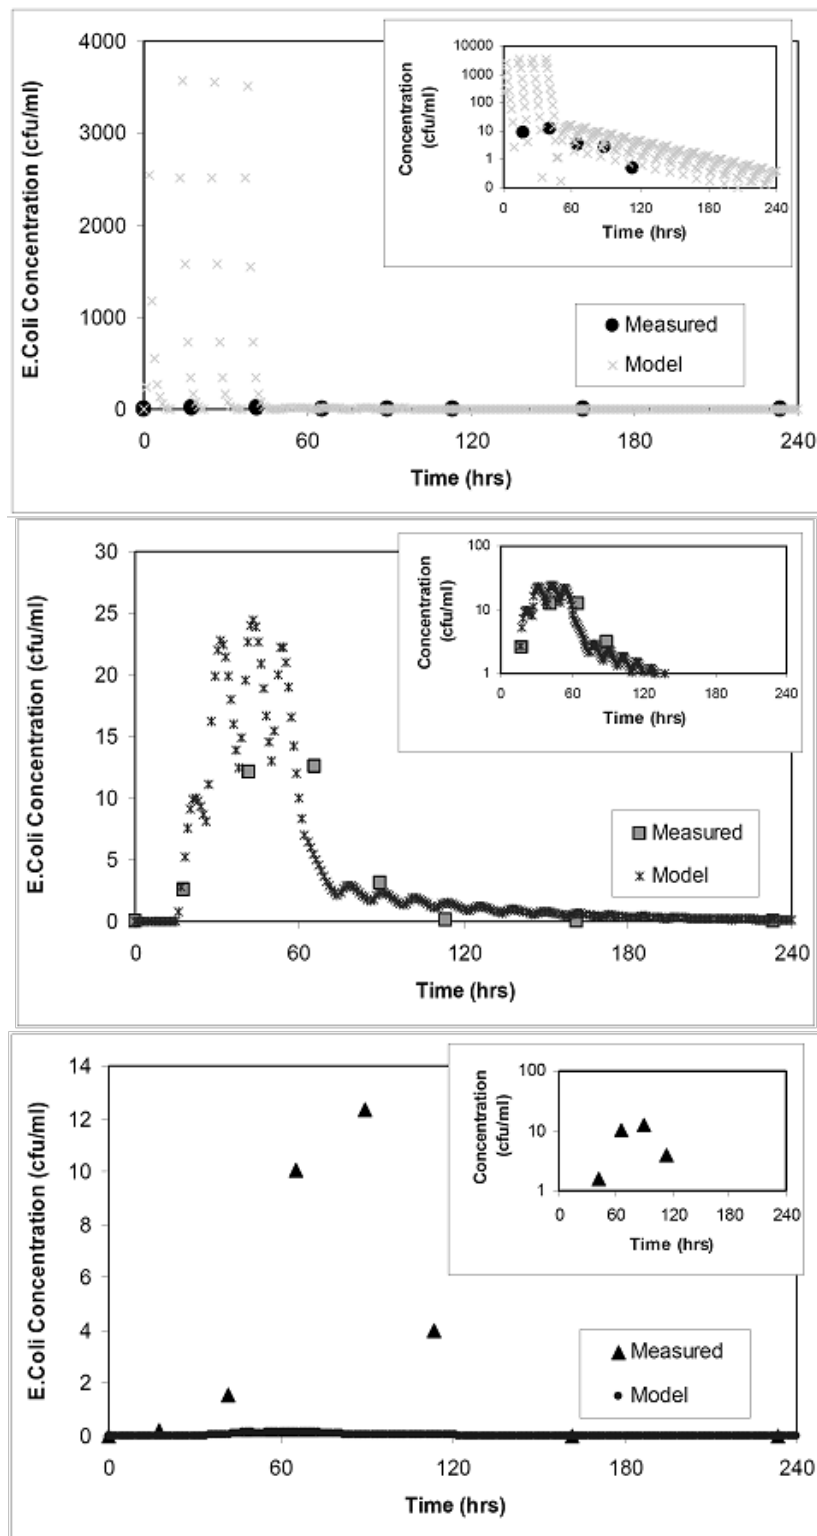 4000
3000
2000
1000
0
E.Coli Concentration (cfu/ml)
0 60 120 180 240
Time (hrs)
10000
1000
100
10
1
0
Concentration
(cfu/ml)
0 60 120 180 240
Time (hrs)
Measured
Model
30
25
20
15
10
5
0
E.Coli Concentration (cfu/ml)
0 60 120 180 240
Time (hrs)
100
10
1
Concentration
(cfu/ml)
0 60 120 180 240
Time (hrs)
Measured
Model
14
12
10
8
6
4
2
0
E.Coli Concentration (cfu/ml)
0 60 120 180 240
Time (hrs)
100
10
1
Concentration
(cfu/ml)
0 60 120 180 240
Time (hrs)
Measured
Model